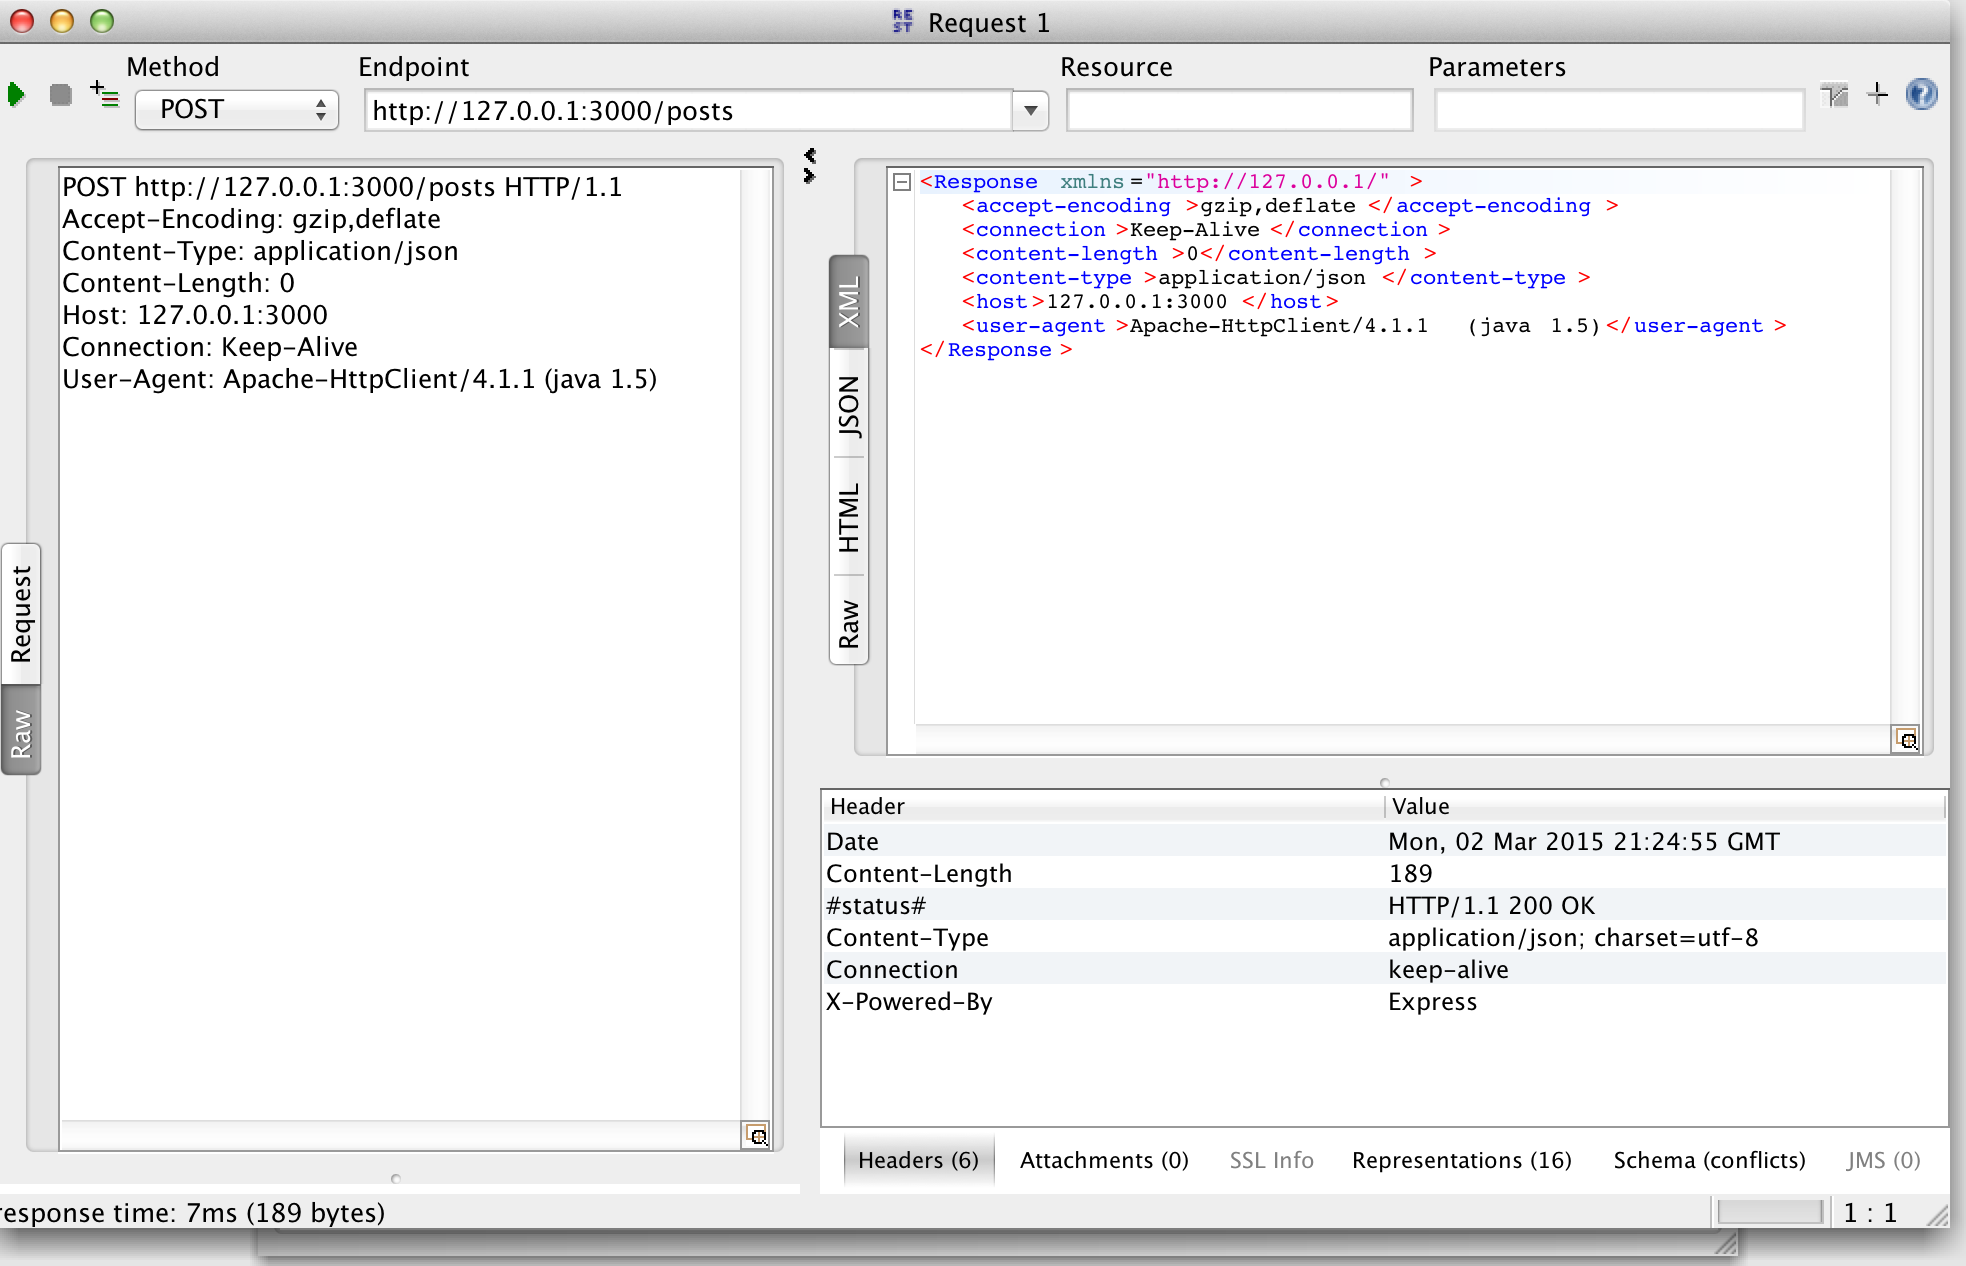 REST Request 1
Method
Endpoint
Resource
Parameters
POST
http://127.0.0.1:3000/posts
POST http://127.0.0.1:3000/posts HTTP/1.1
Accept-Encoding: gzip,deflate
Content-Type: application/json
Content-Length: 0
Host: 127.0.0.1:3000
Connection: Keep-Alive
User-Agent: Apache-HttpClient/4.1.1 (java 1.5)
Request
Raw
XML
JSON
HTML
Raw
<Response xmlns="http://127.0.0.1/" >
<accept-encoding >gzip,deflate </accept-encoding >
<connection >Keep-Alive </connection >
<content-length >0</content-length >
<content-type >application/json </content-type >
<host>127.0.0.1:3000 </host>
<user-agent >Apache-HttpClient/4.1.1 (java 1.5)</user-agent >
</Response >
Header Value
Date Mon, 02 Mar 2015 21:24:55 GMT
Content-Length 189
#status# HTTP/1.1 200 OK
Content-Type application/json; charset=utf-8
Connection keep-alive
X-Powered-By Express
Headers (6) Attachments (0) SSL Info Representations (16) Schema (conflicts) JMS (0)
esponse time: 7ms (189 bytes)
1 : 1